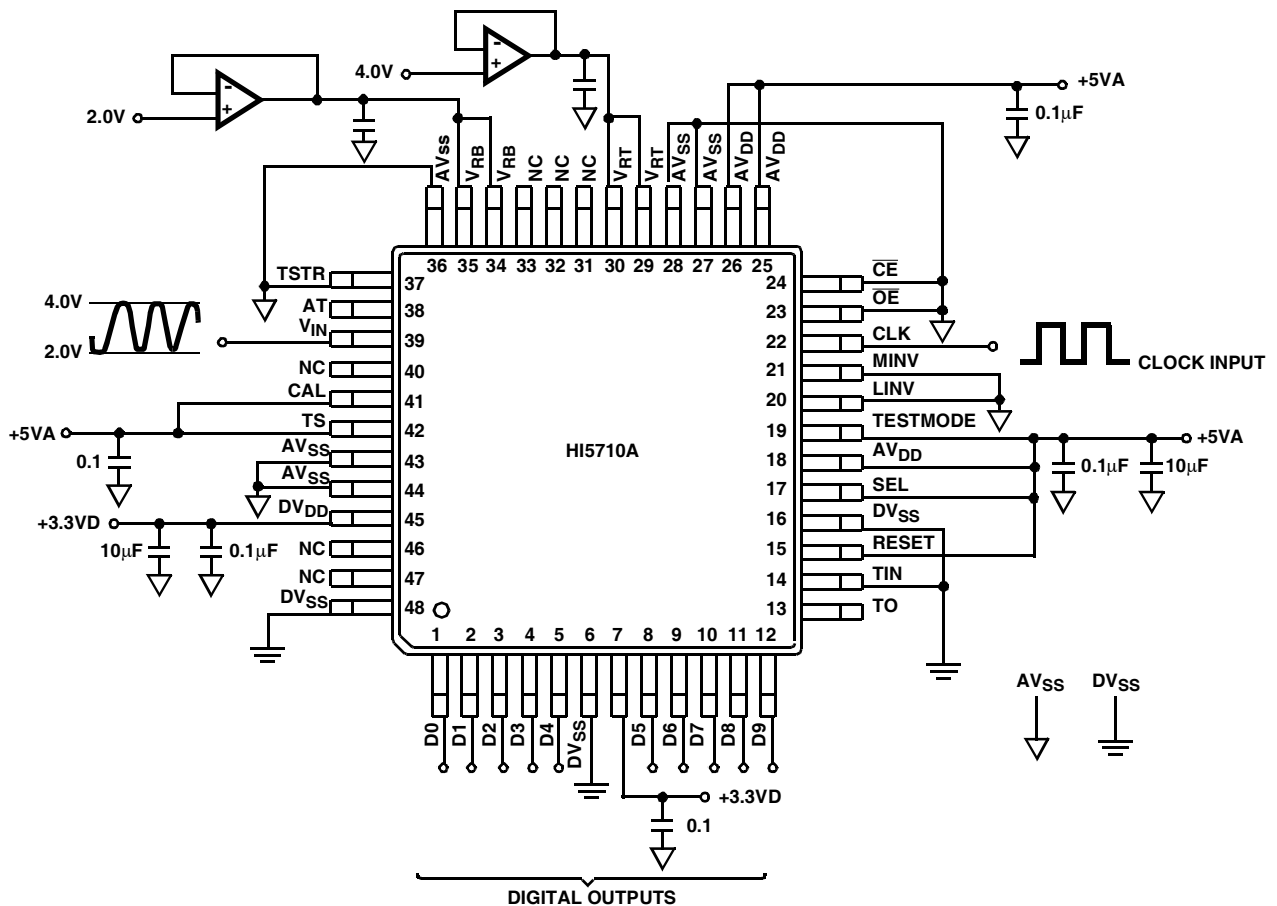 4.0V
2.0V
-
+
-
+
+5VA
0.1μF
AVss
VRB
VRB
NC
NC
NC
VRT
VRT
AVSS
AVSS
AVDD
AVDD
36 35 34 33 32 31 30 29 28 27 26 25
TSTR 37
AT 38
4.0V
2.0V
VIN 39
NC 40
CAL 41
+5VA
TS 42
0.1
AVSS 43
AVSS 44
+3.3VD
DVDD 45
10μF 0.1μF
NC 46
NC 47
DVSS 48
HI5710A
24 CE
23 OE
22 CLK
CLOCK INPUT
21 MINV
20 LINV
19 TESTMODE
+5VA
18 AVDD
0.1μF 10μF
17 SEL
16 DVSS
15 RESET
14 TIN
13 TO
1 2 3 4 5 6 7 8 9 10 11 12
D0
D1
D2
D3
D4
DVSS
D5
D6
D7
D8
D9
+3.3VD
0.1
AVSS DVSS
DIGITAL OUTPUTS